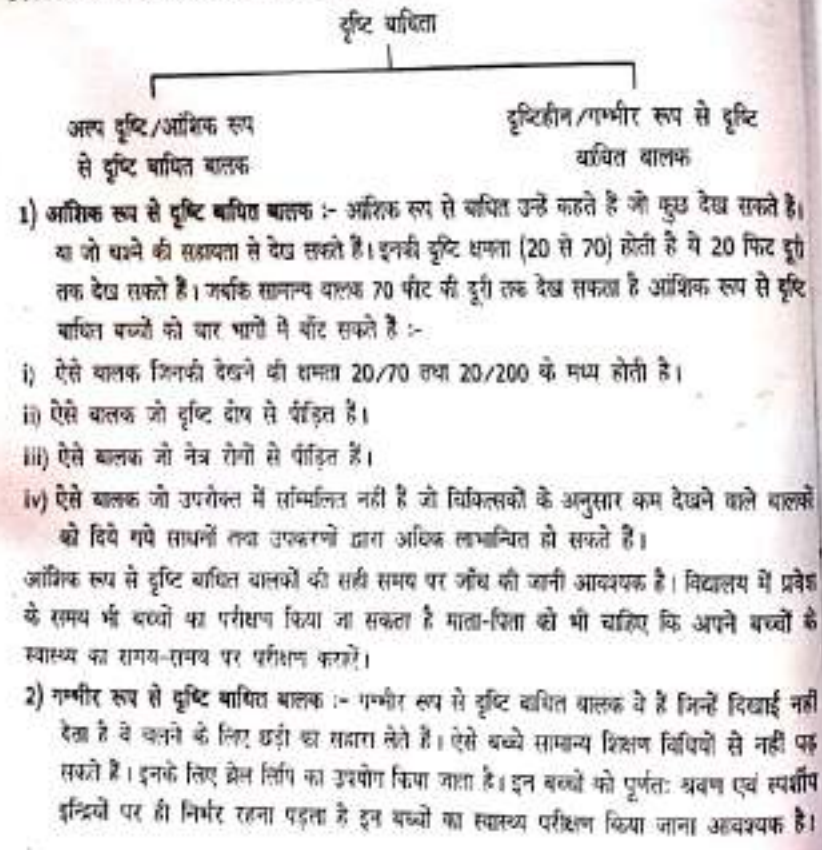 दृष्टि बाधिता
अल्प दृष्टि/आंशिक रूप
से दृष्टि बाधित बालक
दृष्टिहीन/गम्भीर रूप से दृष्टि
बाधित बालक
1) आंशिक रूप से दृष्टि बाधित बालक :- आंशिक रूप से बाधित उन्हें कहते है जो कुछ देख सकते है।
या जो चश्में की सहायता से देख सकते हैं। इनकी दृष्टि क्षमता (20 से 70) होती है ये 20 फिट दूरी
तक देख सकते हैं। जबकि सामान्य बालक 70 फीट की दूरी तक देख सकता है आंशिक रूप से दृष्टि
बाधित बच्चों को चार भागों में बाँट सकते है :-
i) ऐसे बालक जिनकी देखने की क्षमता 20/70 तथा 20/200 के मध्य होती है।
ii) ऐसे बालक जो दृष्टि दोष से पीड़ित हैं।
iii) ऐसे बालक जो नेत्र रोगों से पीड़ित हैं।
iv) ऐसे बालक जो उपरोक्त में सम्मिलित नही है जो चिकित्सकों के अनुसार कम देखने वाले बालकों
को दिये गये साधनों तथा उपकरणों द्वारा अधिक लाभान्वित हो सकते हैं।
आंशिक रूप से दृष्टि बाधित बालकों की सही समय पर जाँच की जानी आवश्यक है। विद्यालय में प्रवेश
के समय भी बच्चों का परीक्षण किया जा सकता है माता-पिता को भी चाहिए कि अपने बच्चों के
स्वास्थ्य का समय-समय पर परीक्षण करायें।
2) गम्भीर रूप से दृष्टि बाधित बालक :- गम्भीर रूप से दृष्टि बाधित बालक वे हैं जिन्हें दिखाई नहीं
देता है वे चलने के लिए छड़ी का सहारा लेते हैं। ऐसे बच्चे सामान्य शिक्षण विधियों से नहीं पढ़
सकते हैं। इनके लिए ब्रेल लिपि का उपयोग किया जाता है। इन बच्चों को पूर्णतः श्रवण एवं स्पर्शीय
इन्द्रियों पर ही निर्भर रहना पड़ता है इन बच्चों का स्वास्थ्य परीक्षण किया जाना आवश्यक है।